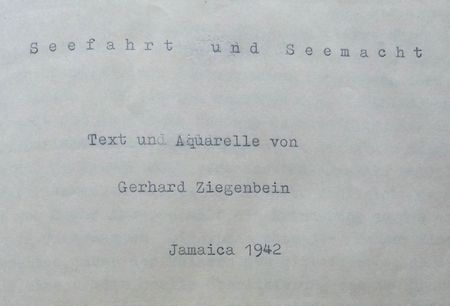 Seefahrt und Seemacht
Text und Aquarelle von
Gerhard Ziegenbein
Jamaica 1942